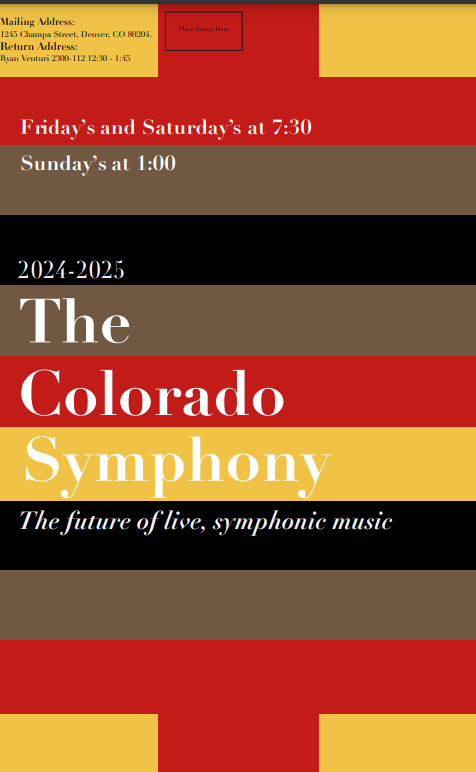 Mailing Address:
1245 Champa Street, Denver, CO 80204.
Return Address:
Ryan Venturi 2300-112 12:30 - 1:45
Place Stamp Here
Friday's and Saturday's at 7:30
Sunday's at 1:00
2024-2025
The
Colorado
Symphony
The future of live, symphonic music